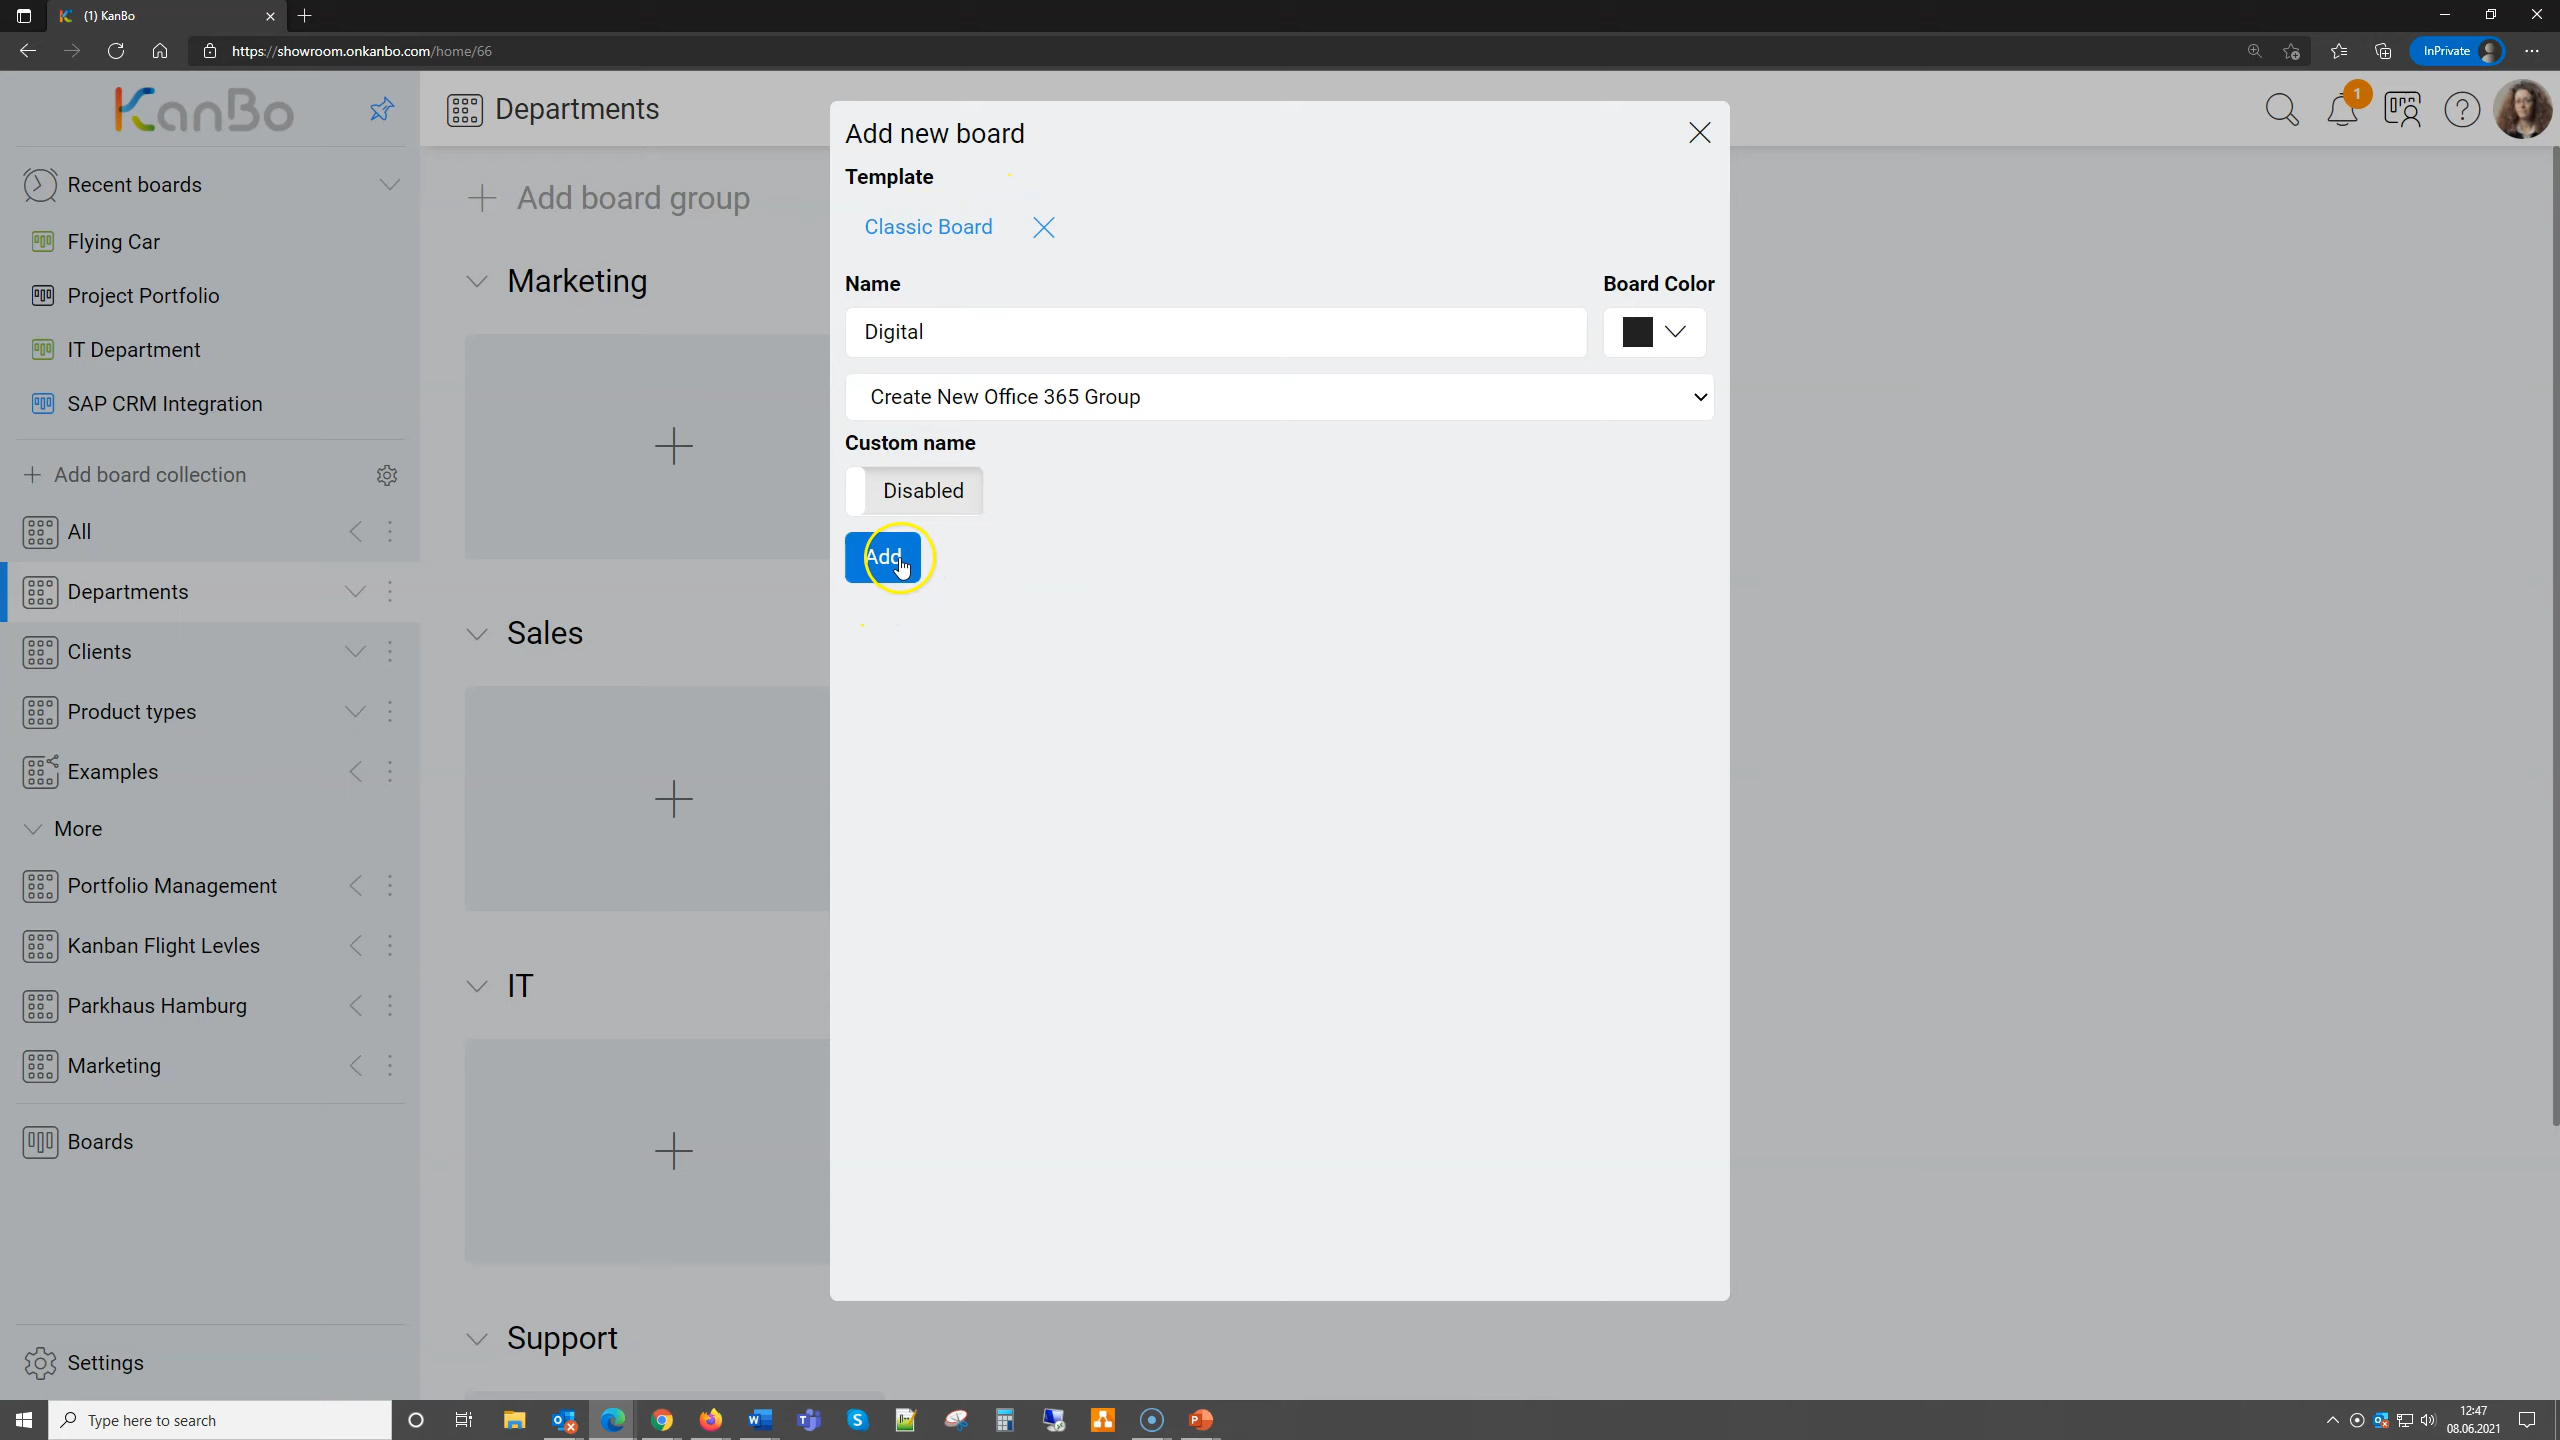 (1) KanBo
https://showroom.onkanbo.com/home/66
InPrivate
KanBo
Recent boards
Flying Car
Project Portfolio
IT Department
SAP CRM Integration
Add board collection
All
Departments
Clients
Product types
Examples
More
Portfolio Management
Kanban Flight Levles
Parkhaus Hamburg
Marketing
Boards
Settings
Departments
1
Add board group
Marketing
Sales
IT
Support
Add new board
Template
Classic Board
Name
Board Color
Digital
Create New Office 365 Group
Custom name
Disabled
Add
Type here to search
12:47
08.06.2021